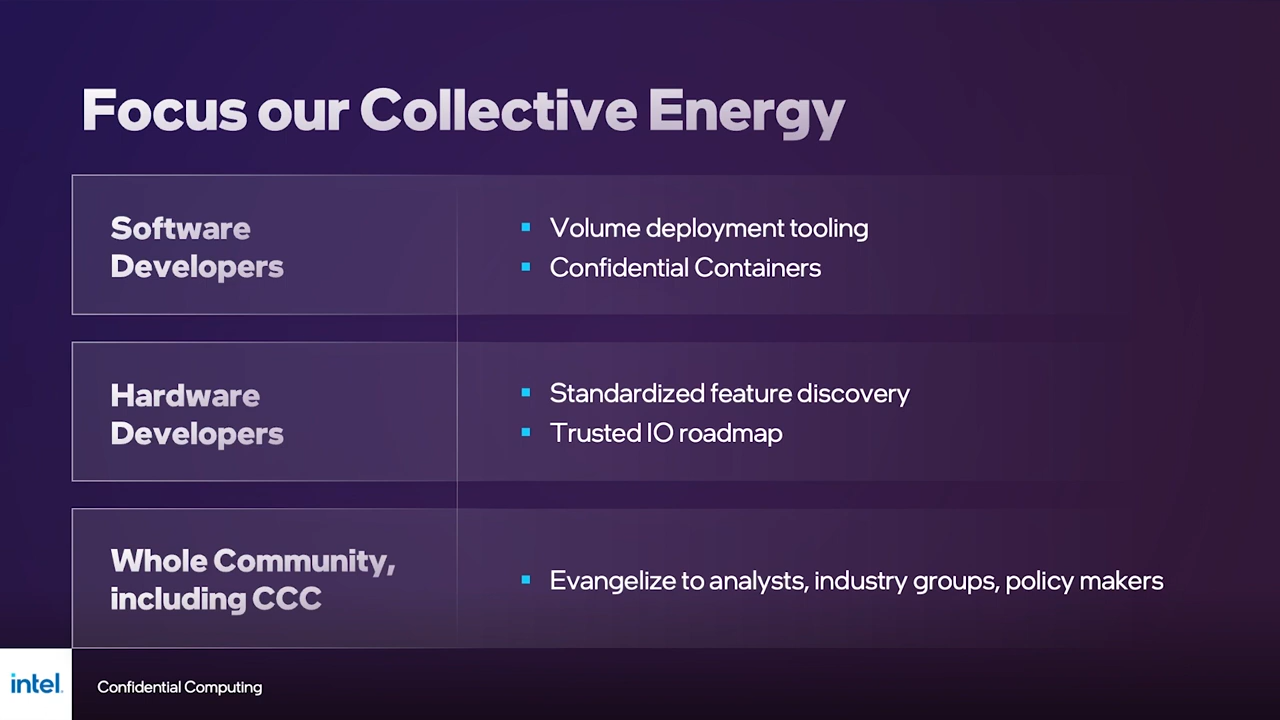 Focus our Collective Energy
Software
Developers
Volume deployment tooling
Confidential Containers
Hardware
Developers
Standardized feature discovery
Trusted IO roadmap
Whole Community,
including CCC
Evangelize to analysts, industry groups, policy makers
intel.
Confidential Computing